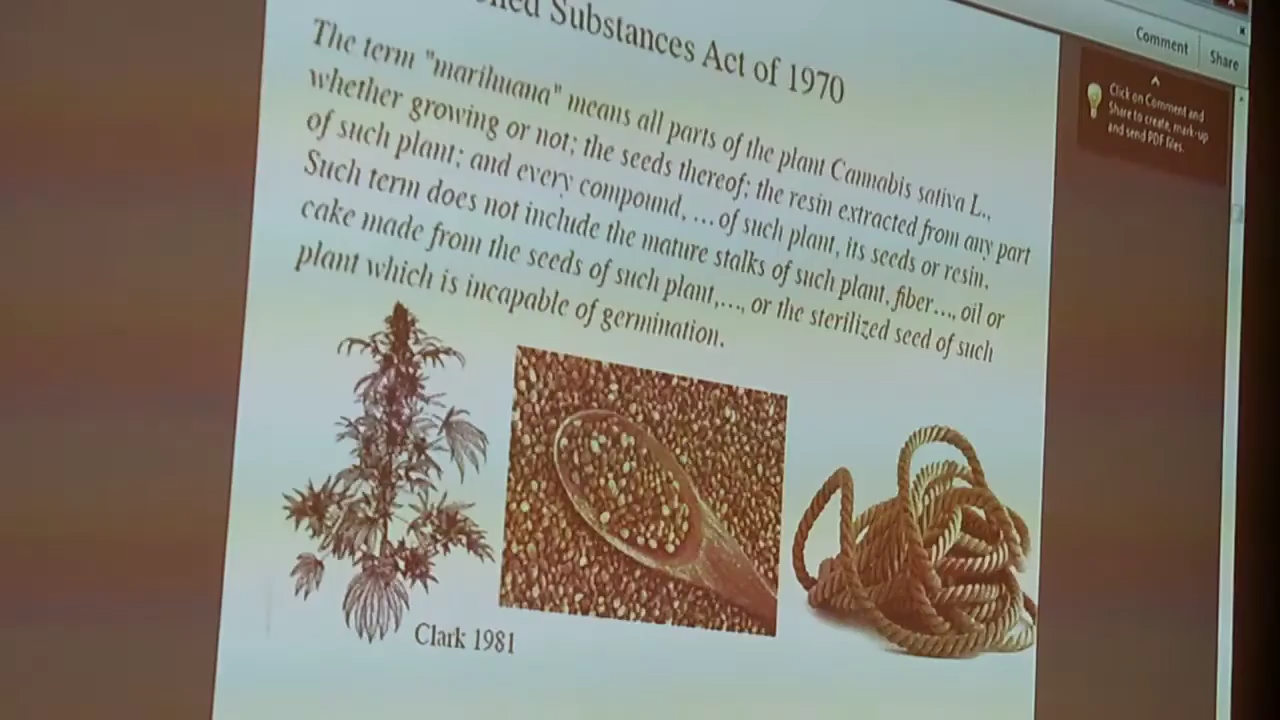 Substances Act of 1970
The term "marihuana" means all parts of the plant Cannabis sativa L.,
whether growing or not; the seeds thereof; the resin extracted from any part
of such plant; and every compound, ... of such plant, its seeds or resin.
Such term does not include the mature stalks of such plant, fiber..., oil or
cake made from the seeds of such plant,..., or the sterilized seed of such
plant which is incapable of germination.
Clark 1981
Comment
Share
Click on Comment and
Share to create, mark-up
and send PDF files.